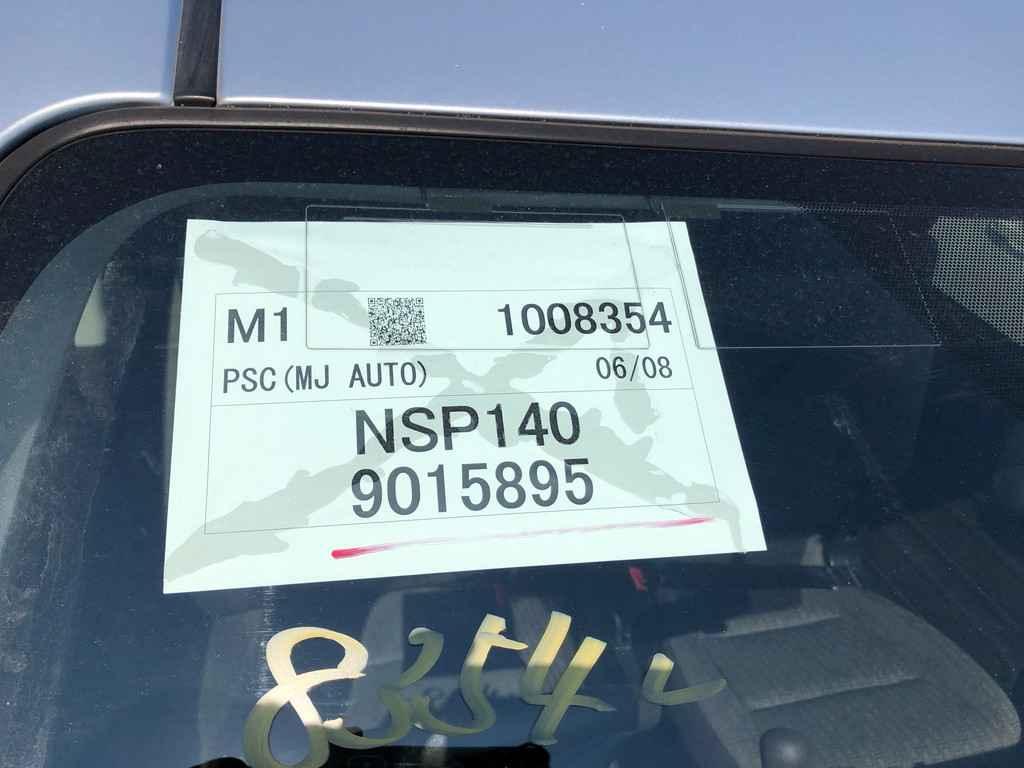 M1 1008354
PSC(MJ AUTO) 06/08
NSP140
9015895
8354